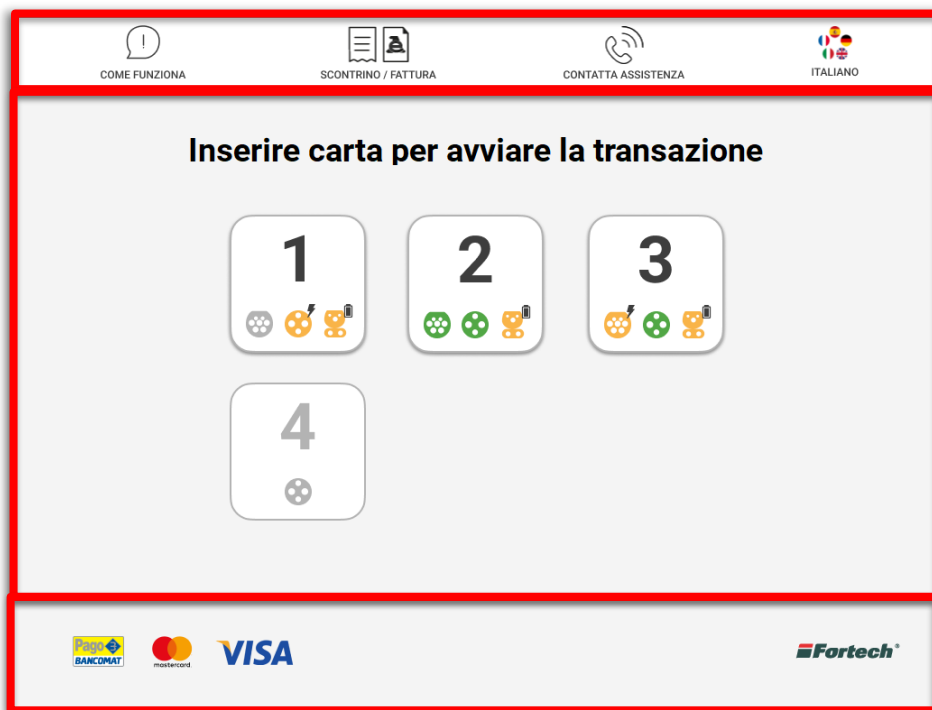 !
COME FUNZIONA
SCONTRINO / FATTURA
CONTATTA ASSISTENZA
ITALIANO
Inserire carta per avviare la transazione
1
2
3
4
Pago
BANCOMAT
mastercard
VISA
Fortech®